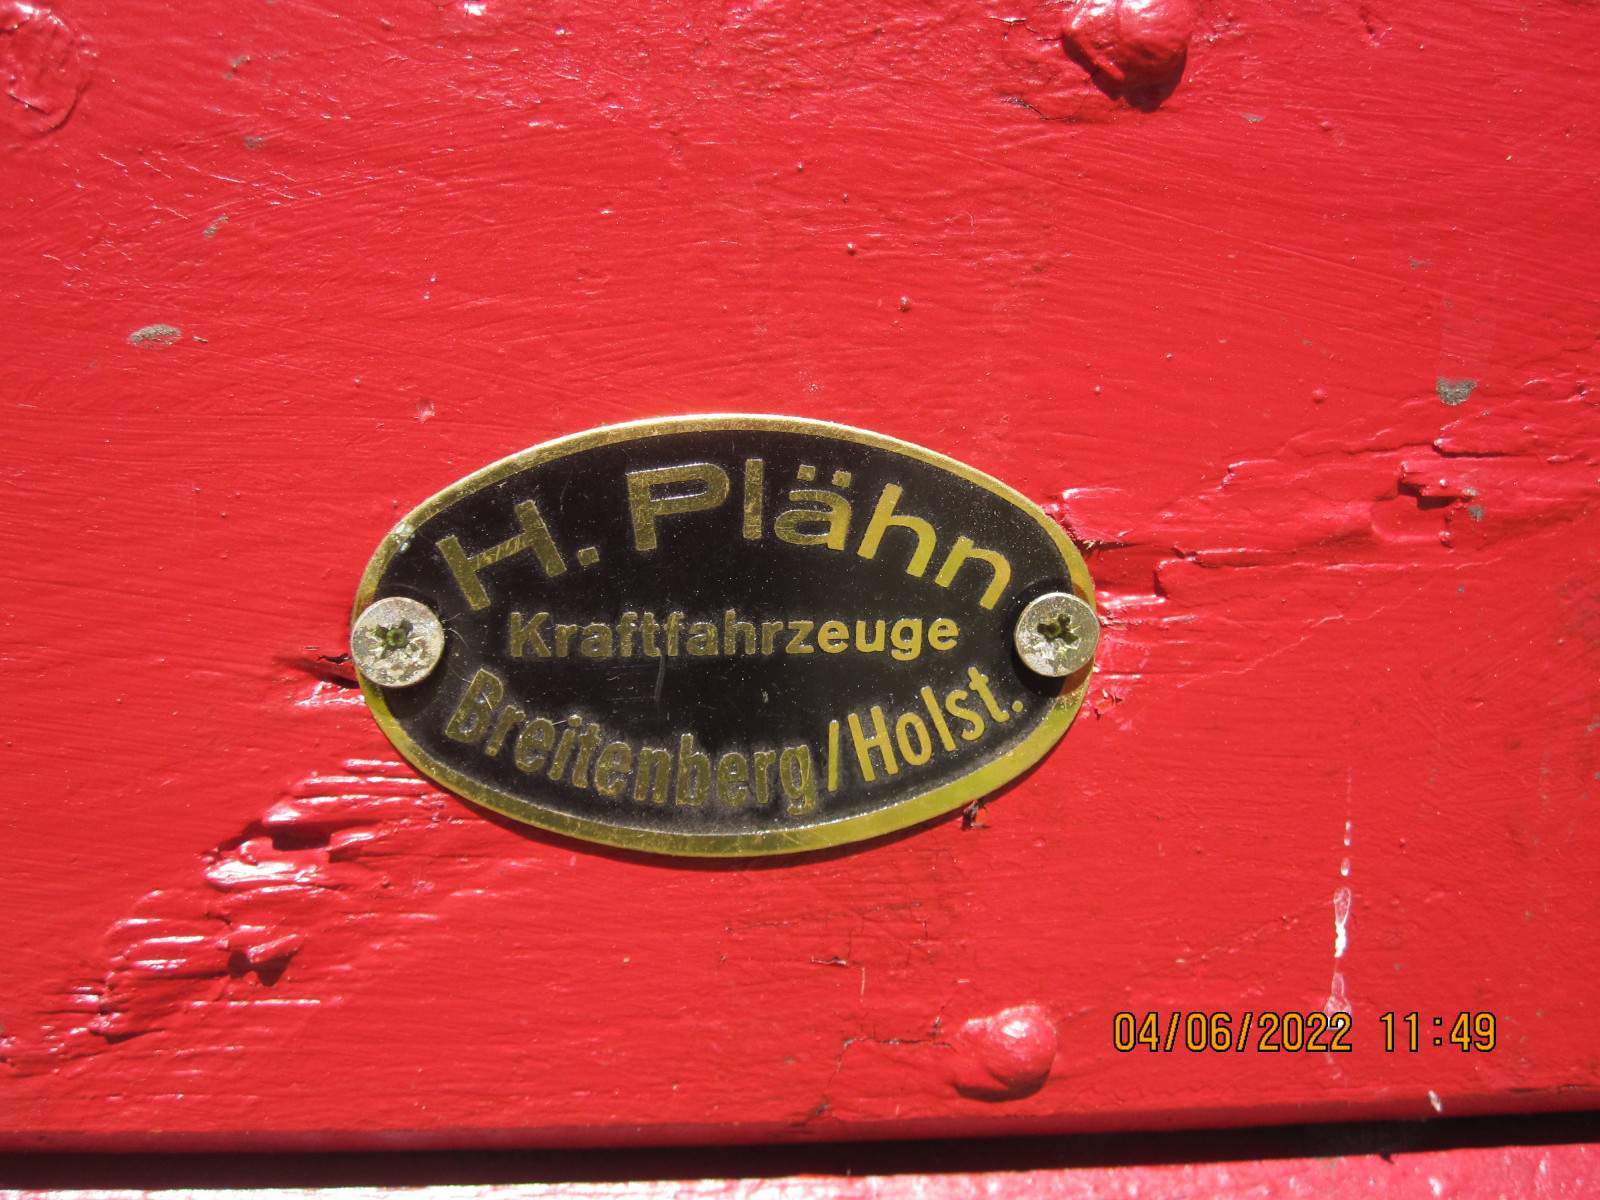 H. Plähn
Kraftfahrzeuge
Breitenberg/Holst.
04/06/2022 11:49